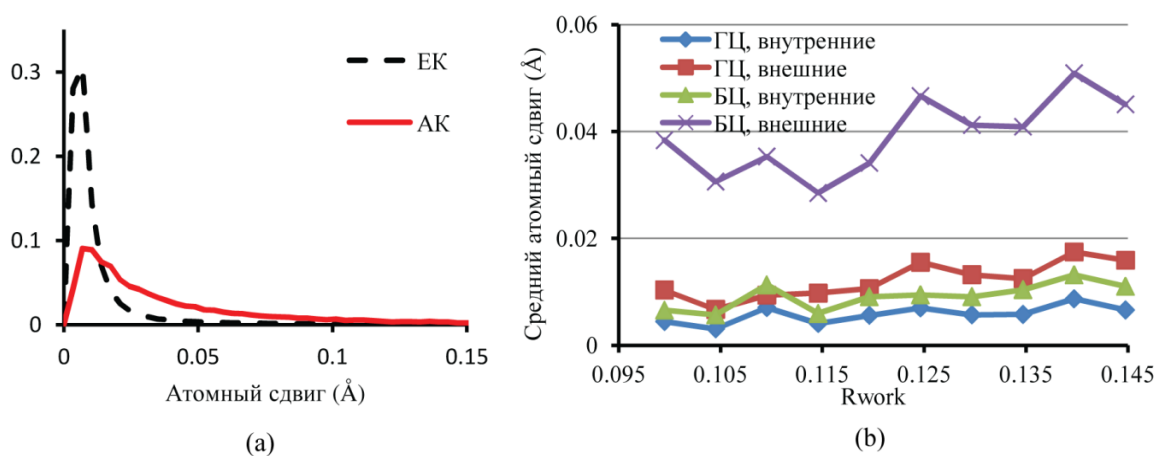 0.3
0.2
0.1
0
0
0.05
0.1
0.15
ЕК
АК
Атомный сдвиг (Å)
(a)
Средний атомный сдвиг (Å)
0.06
0.04
0.02
0
ГЦ, внутренние
ГЦ, внешние
БЦ, внутренние
БЦ, внешние
0.095
0.105
0.115
0.125
0.135
0.145
Rwork
(b)